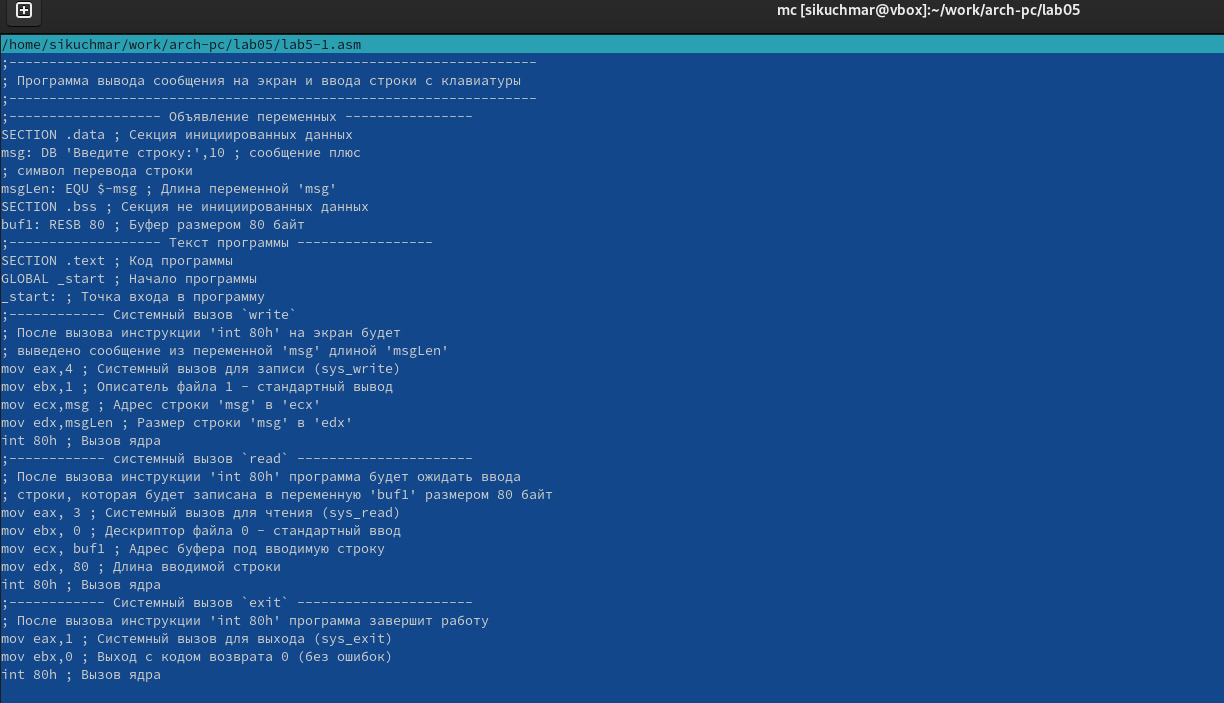 mc [sikuchmar@vbox]:~/work/arch-pc/lab05
/home/sikuchmar/work/arch-pc/lab05/lab5-1.asm
;------------------------------------------------------------------
; Программа вывода сообщения на экран и ввода строки с клавиатуры
;------------------------------------------------------------------
;------------------- Объявление переменных ----------------
SECTION .data ; Секция инициированных данных
msg: DB 'Введите строку:',10 ; сообщение плюс
; символ перевода строки
msgLen: EQU $-msg ; Длина переменной 'msg'
SECTION .bss ; Секция не инициированных данных
buf1: RESB 80 ; Буфер размером 80 байт
;------------------- Текст программы -----------------
SECTION .text ; Код программы
GLOBAL _start ; Начало программы
_start: ; Точка входа в программу
;------------ Системный вызов `write`
; После вызова инструкции 'int 80h' на экран будет
; выведено сообщение из переменной 'msg' длиной 'msgLen'
mov eax,4 ; Системный вызов для записи (sys_write)
mov ebx,1 ; Описатель файла 1 - стандартный вывод
mov ecx,msg ; Адрес строки 'msg' в 'ecx'
mov edx,msgLen ; Размер строки 'msg' в 'edx'
int 80h ; Вызов ядра
;------------ системный вызов `read` ----------------------
; После вызова инструкции 'int 80h' программа будет ожидать ввода
; строки, которая будет записана в переменную 'buf1' размером 80 байт
mov eax, 3 ; Системный вызов для чтения (sys_read)
mov ebx, 0 ; Дескриптор файла 0 - стандартный ввод
mov ecx, buf1 ; Адрес буфера под вводимую строку
mov edx, 80 ; Длина вводимой строки
int 80h ; Вызов ядра
;------------ Системный вызов `exit` ----------------------
; После вызова инструкции 'int 80h' программа завершит работу
mov eax,1 ; Системный вызов для выхода (sys_exit)
mov ebx,0 ; Выход с кодом возврата 0 (без ошибок)
int 80h ; Вызов ядра